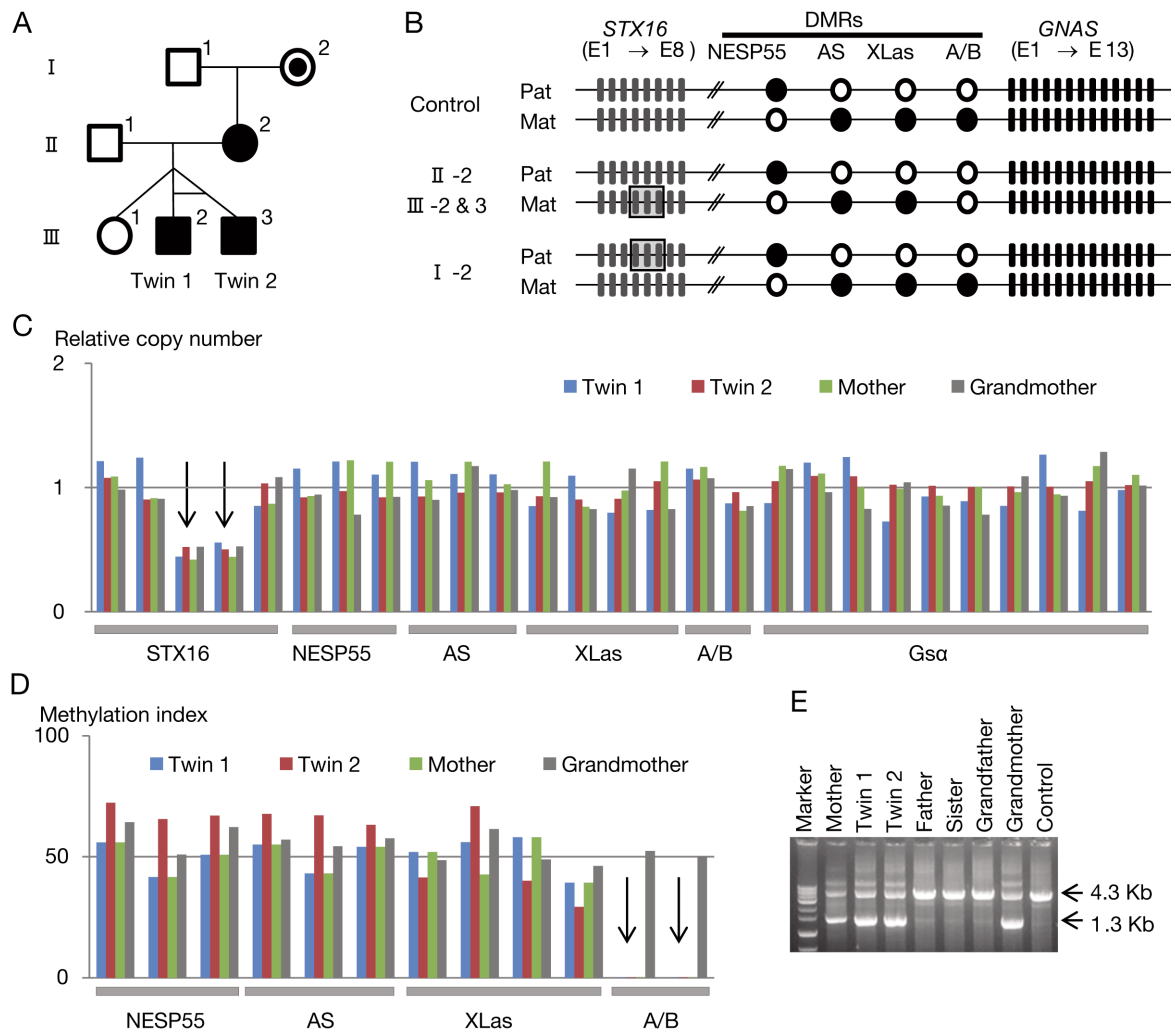 A
1
2
I
1
2
II
1
2
3
III
Twin 1
Twin 2
B
STX16
(E1 → E8 )
DMRs
NESP55
AS
XLas
A/B
GNAS
(E1 → E 13)
Control
Pat
Mat
II -2
III -2 & 3
Pat
Mat
I -2
Pat
Mat
C
Relative copy number
2
1
0
Twin 1
Twin 2
Mother
Grandmother
STX16
NESP55
AS
XLas
A/B
Gsα
D
Methylation index
100
50
0
Twin 1
Twin 2
Mother
Grandmother
NESP55
AS
XLas
A/B
E
Marker
Mother
Twin 1
Twin 2
Father
Sister
Grandfather
Grandmother
Control
4.3 Kb
1.3 Kb